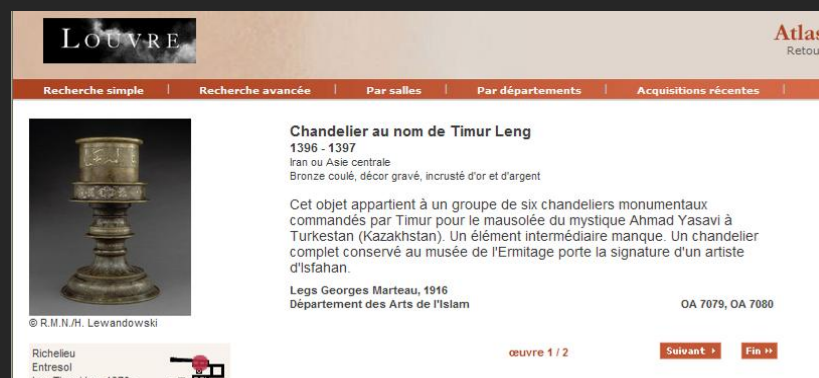 LOUVRE
Atlas
Retou
Recherche simple | Recherche avancée | Par salles | Par départements | Acquisitions récentes |
Chandelier au nom de Timur Leng
1396 - 1397
Iran ou Asie centrale
Bronze coulé, décor gravé, incrusté d'or et d'argent
Cet objet appartient à un groupe de six chandeliers monumentaux
commandés par Timur pour le mausolée du mystique Ahmad Yasavi à
Turkestan (Kazakhstan). Un élément intermédiaire manque. Un chandelier
complet conservé au musée de l'Ermitage porte la signature d'un artiste
d'Isfahan.
Legs Georges Marteau, 1916
Département des Arts de l'Islam OA 7079, OA 7080
© R.M.N./H. Lewandowski
œuvre 1 / 2 Suivant Fin
Richelieu
Entresol